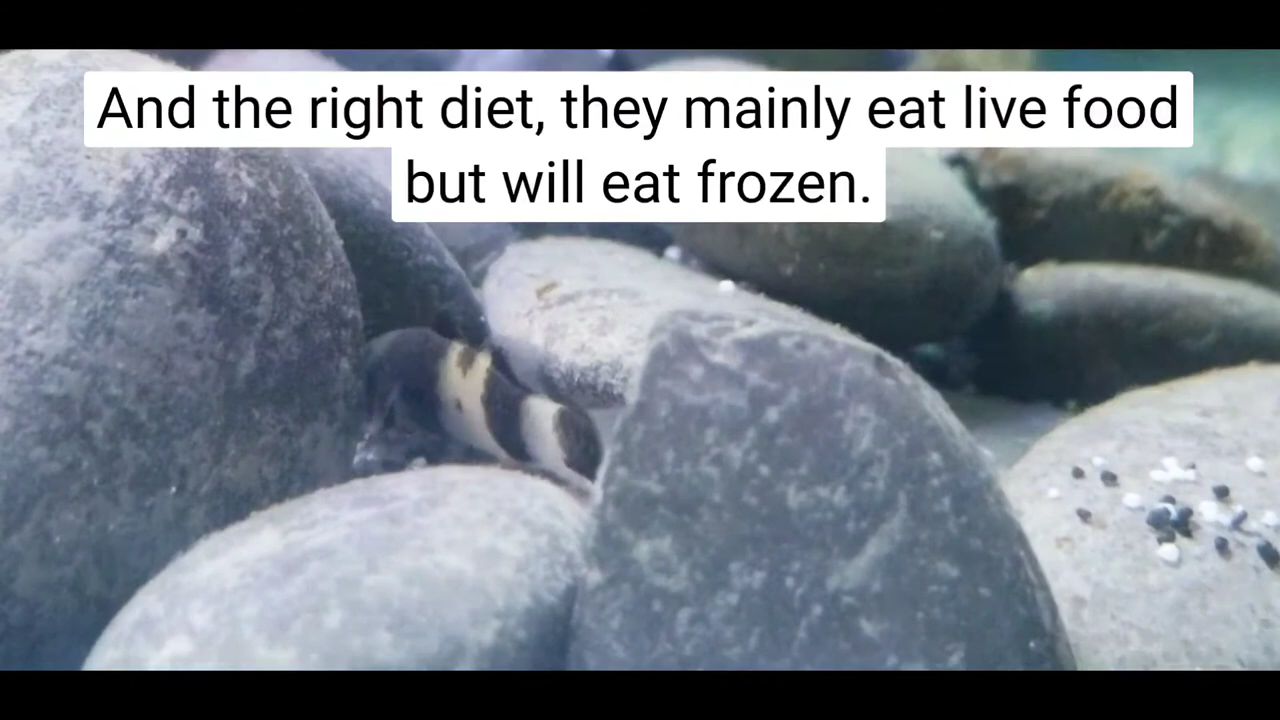 And the right diet, they mainly eat live food
but will eat frozen.